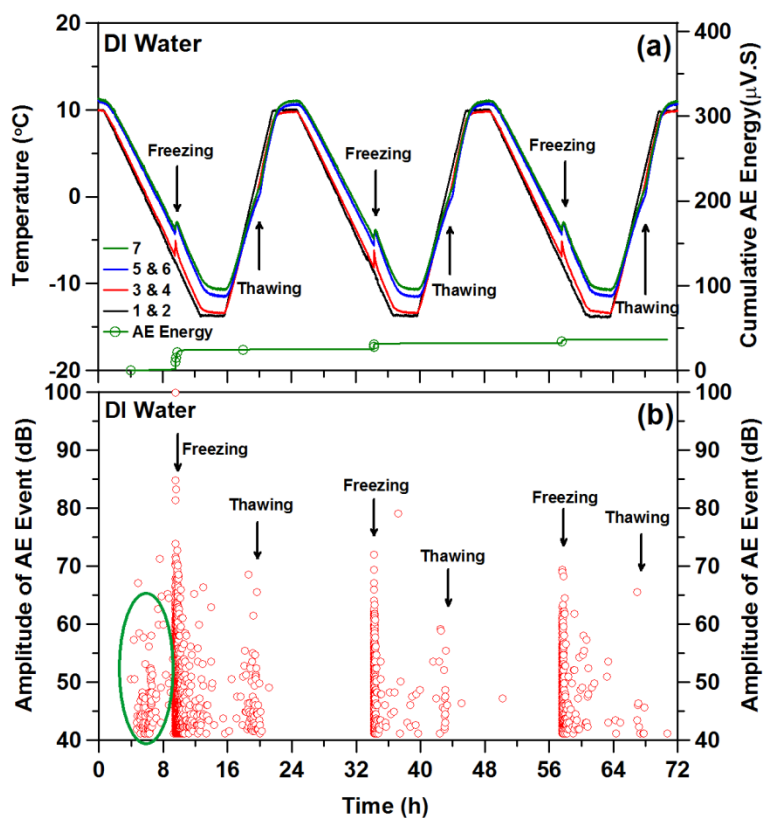 DI Water
(a)
Temperature (°C)
Cumulative AE Energy(µV.S)
20
10
0
-10
-20
400
300
200
100
0
Freezing
Freezing
Freezing
Thawing
Thawing
Thawing
7
5 & 6
3 & 4
1 & 2
AE Energy
DI Water
(b)
Amplitude of AE Event (dB)
Amplitude of AE Event (dB)
100
90
80
70
60
50
40
100
90
80
70
60
50
40
Freezing
Thawing
Freezing
Thawing
Freezing
Thawing
0 8 16 24 32 40 48 56 64 72
Time (h)